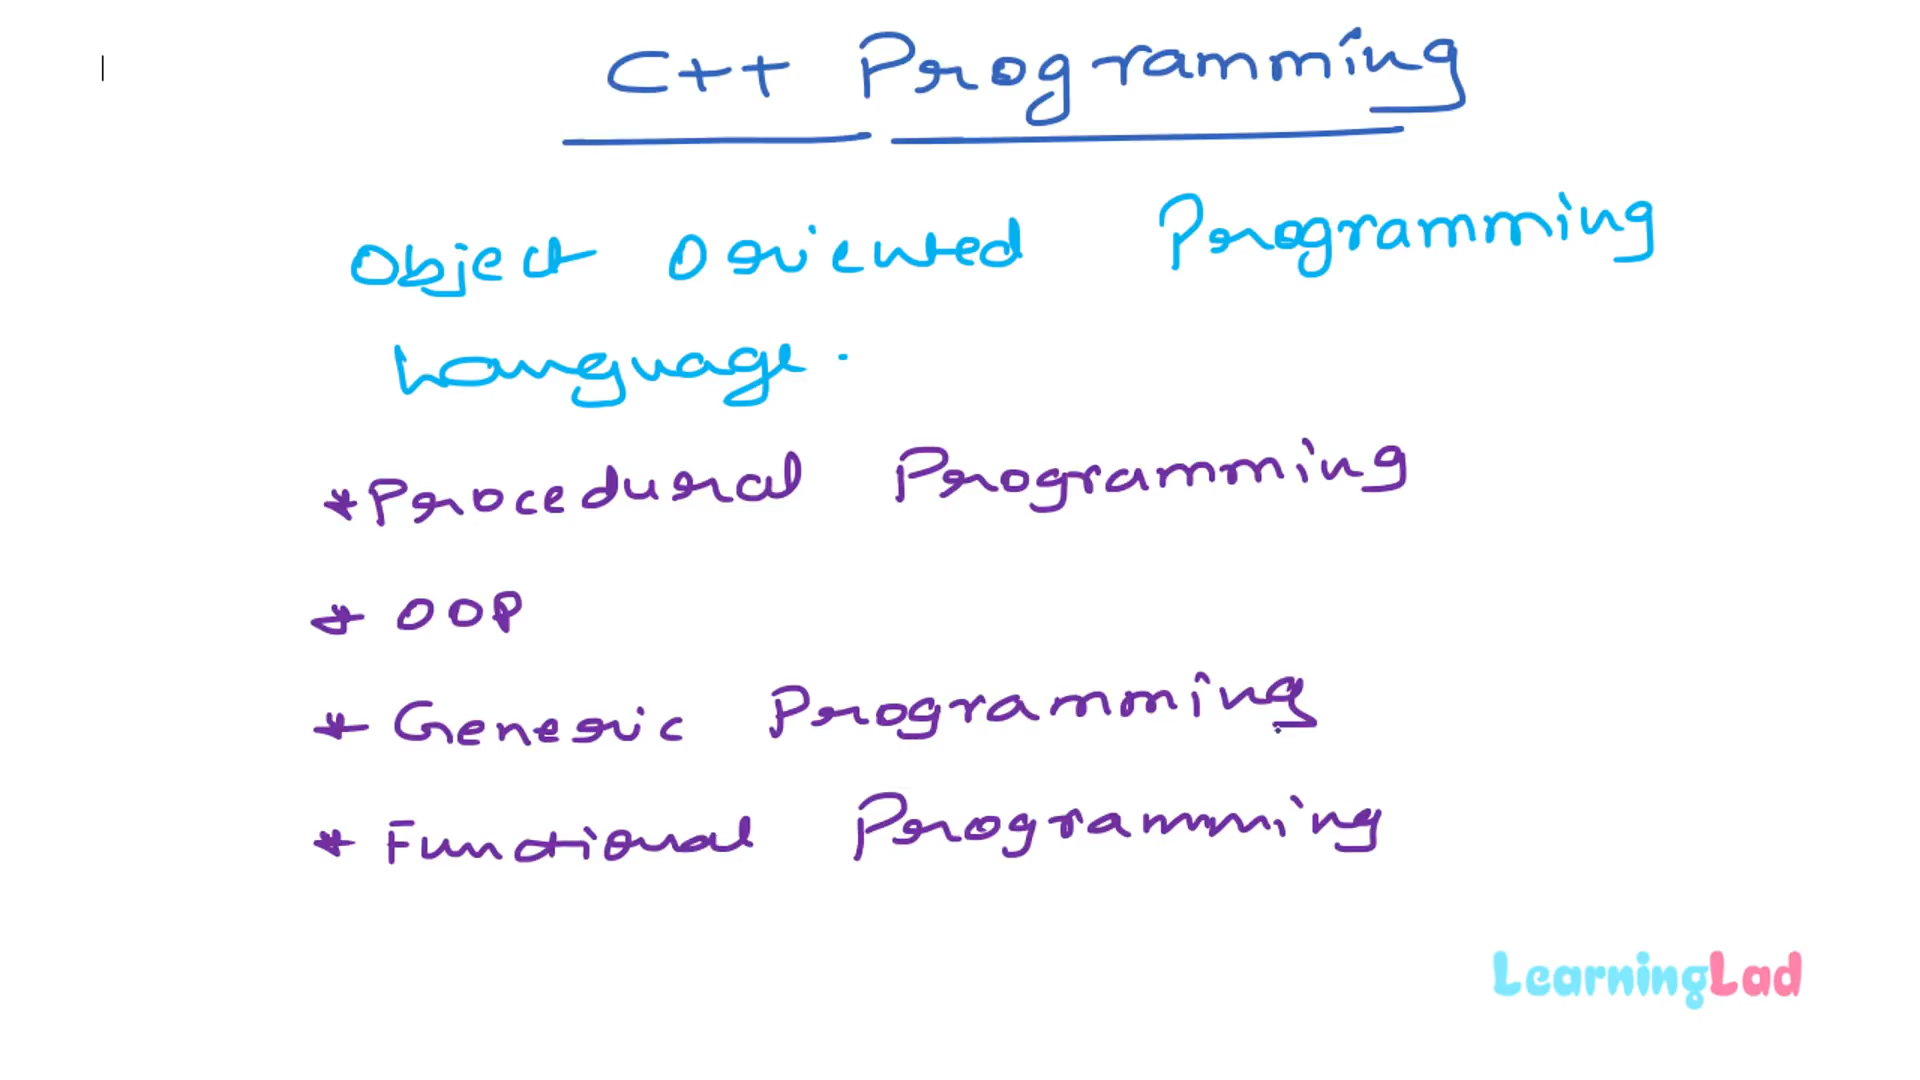 C++ Programming
Object Oriented Programming
Language.
*Procedural Programming
* OOP
* Generic Programming
* Functional Programming
LearningLad